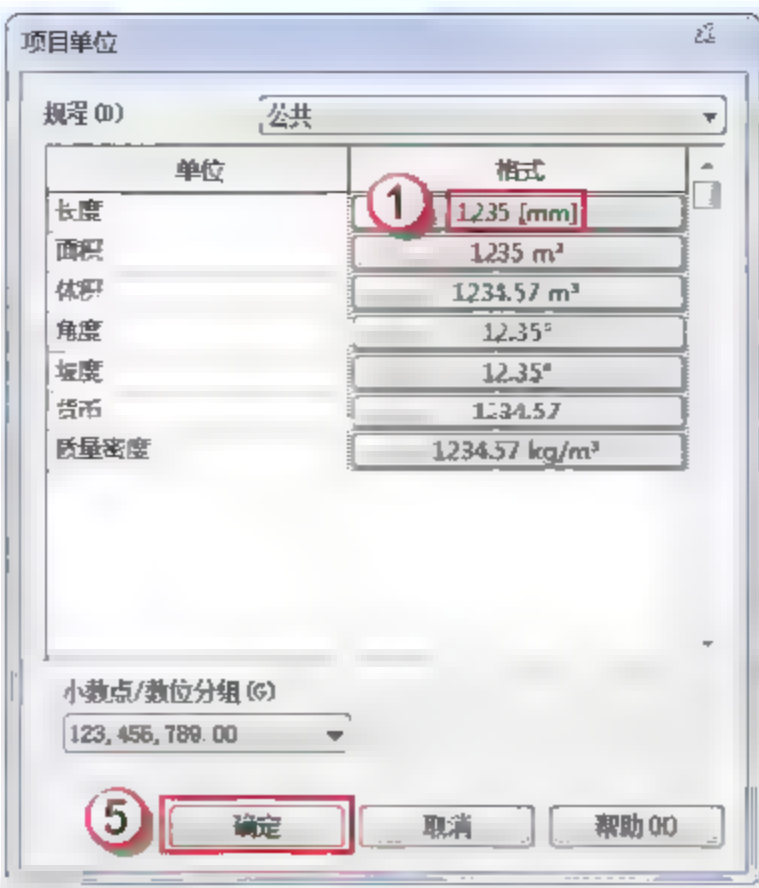 项目单位
规程(D) 公共
单位 格式
长度 1 1235 [mm]
面积 1235 m²
体积 1234.57 m³
角度 12.35°
坡度 12.35°
货币 1234.57
质量密度 1234.57 kg/m³
小数点/数位分组(G)
123,456,789.00
5 确定 取消 帮助(H)